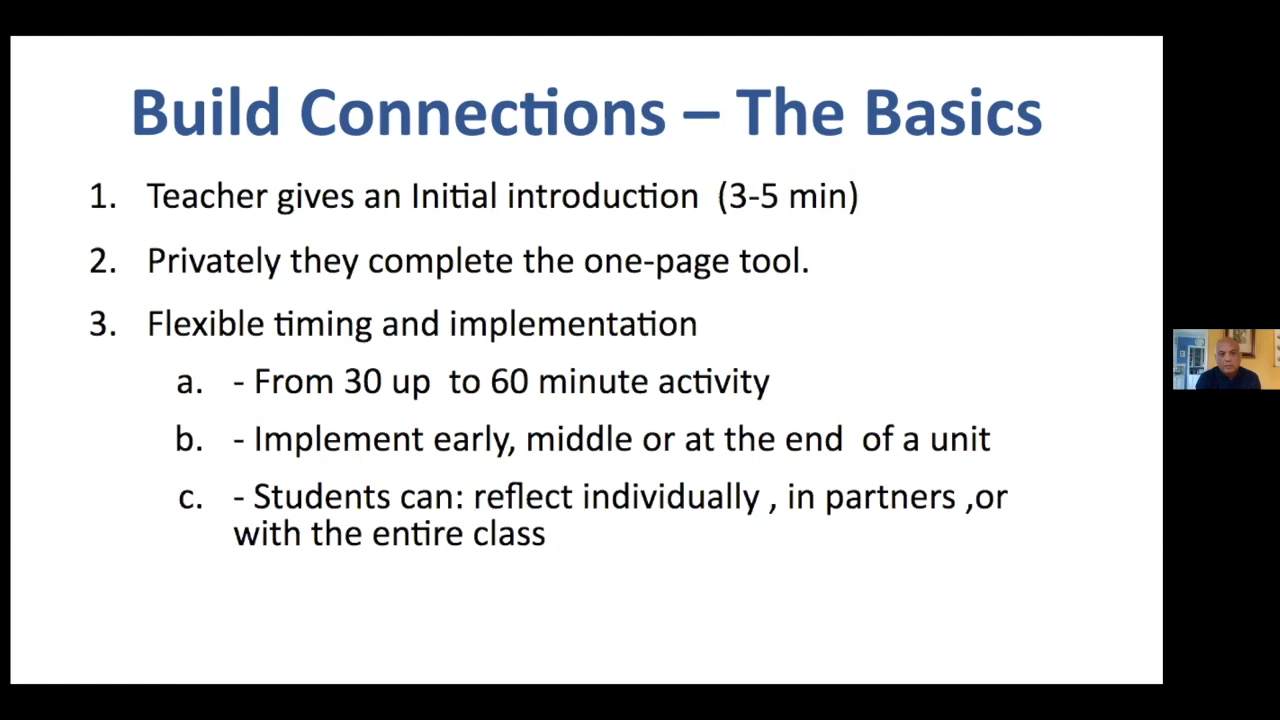 Build Connections – The Basics
1. Teacher gives an Initial introduction  (3-5 min)
2. Privately they complete the one-page tool.
3. Flexible timing and implementation
a. - From 30 up  to 60 minute activity
b. - Implement early, middle or at the end  of a unit
c. - Students can: reflect individually , in partners ,or
with the entire class